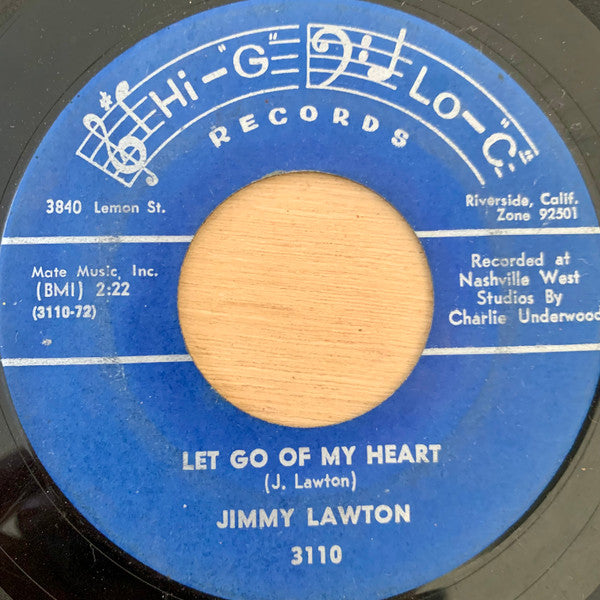 Hi-"G" Lo-"C"
RECORDS
3840 Lemon St.
Riverside, Calif.
Zone 92501
Mate Music, Inc.
(BMI) 2:22
(3110-72)
Recorded at
Nashville West
Studios By
Charlie Underwood
LET GO OF MY HEART
(J. Lawton)
JIMMY LAWTON
3110